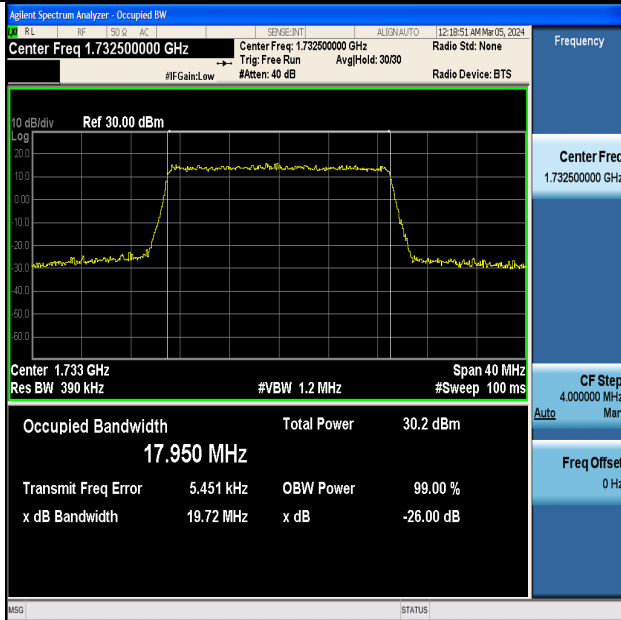 Agilent Spectrum Analyzer - Occupied BW
LXI RL RF 50 Ω AC SENSE:INT ALIGN AUTO 12:18:51 AM Mar 05, 2024
Center Freq 1.732500000 GHz
Center Freq: 1.732500000 GHz
Radio Std: None
Trig: Free Run Avg|Hold: 30/30
#IFGain:Low
#Atten: 40 dB
Radio Device: BTS
10 dB/div Ref 30.00 dBm
Log
20.0
10.0
0.00
-10.0
-20.0
-30.0
-40.0
-50.0
-60.0
Center 1.733 GHz Span 40 MHz
Res BW 390 kHz #VBW 1.2 MHz #Sweep 100 ms
Occupied Bandwidth Total Power 30.2 dBm
17.950 MHz
Transmit Freq Error 5.451 kHz OBW Power 99.00 %
x dB Bandwidth 19.72 MHz x dB -26.00 dB
MSG STATUS
Frequency
Center Freq
1.732500000 GHz
CF Step
4.000000 MHz
Auto Man
Freq Offset
0 Hz